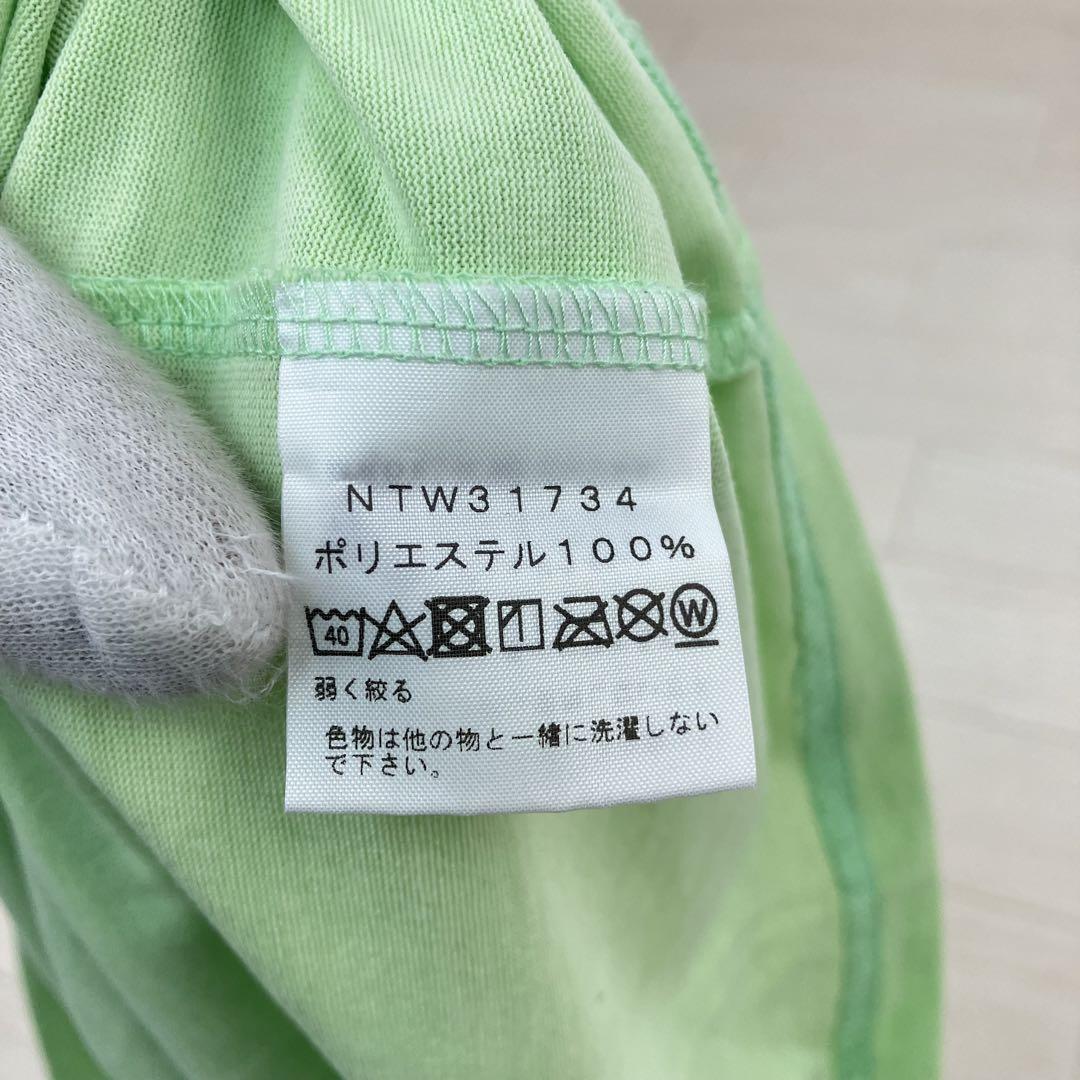 NTW31734
ポリエステル100%
40 W
弱く絞る
色物は他の物と一緒に洗濯しない
で下さい。